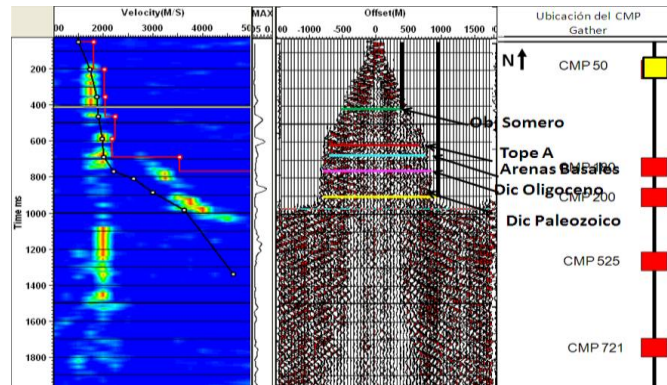 Velocity(M/S)
1000 2000 3000 4000
MAX
Offset(M)
-1000 -500 0 500 1000
Ubicación del CMP
Gather
N
Time ms
200
400
600
800
1000
1200
1400
1600
1800
Obj Somero
Tope A
Arenas Basales
Dic Oligoceno
Dic Paleozoico
CMP 50
CMP 200
CMP 525
CMP 721